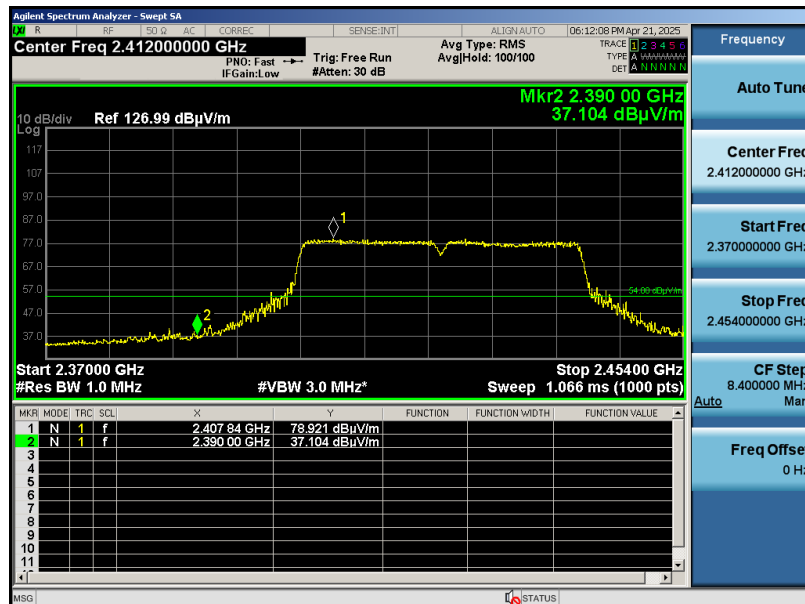 Agilent Spectrum Analyzer - Swept SA
LXI R RF 50 Ω AC CORREC SENSE:INT ALIGN AUTO 06:12:08 PM Apr 21, 2025
Center Freq 2.412000000 GHz
PNO: Fast
IFGain:Low
Trig: Free Run
#Atten: 30 dB
Avg Type: RMS
Avg|Hold: 100/100
TRACE 1 2 3 4 5 6
TYPE A
DET A N N N N N
Mkr2 2.390 00 GHz
37.104 dBµV/m
10 dB/div Ref 126.99 dBµV/m
Log
117
107
97.0
87.0
77.0
67.0
57.0
47.0
37.0
1
2
54.00 dBµV/m
Start 2.37000 GHz Stop 2.45400 GHz
#Res BW 1.0 MHz #VBW 3.0 MHz* Sweep 1.066 ms (1000 pts)
MKR MODE TRC SCL X Y FUNCTION FUNCTION WIDTH FUNCTION VALUE
1 N 1 f 2.407 84 GHz 78.921 dBµV/m
2 N 1 f 2.390 00 GHz 37.104 dBµV/m
3
4
5
6
7
8
9
10
11
MSG STATUS
Frequency
Auto Tune
Center Freq
2.412000000 GHz
Start Freq
2.370000000 GHz
Stop Freq
2.454000000 GHz
CF Step
8.400000 MHz
Auto Man
Freq Offset
0 Hz